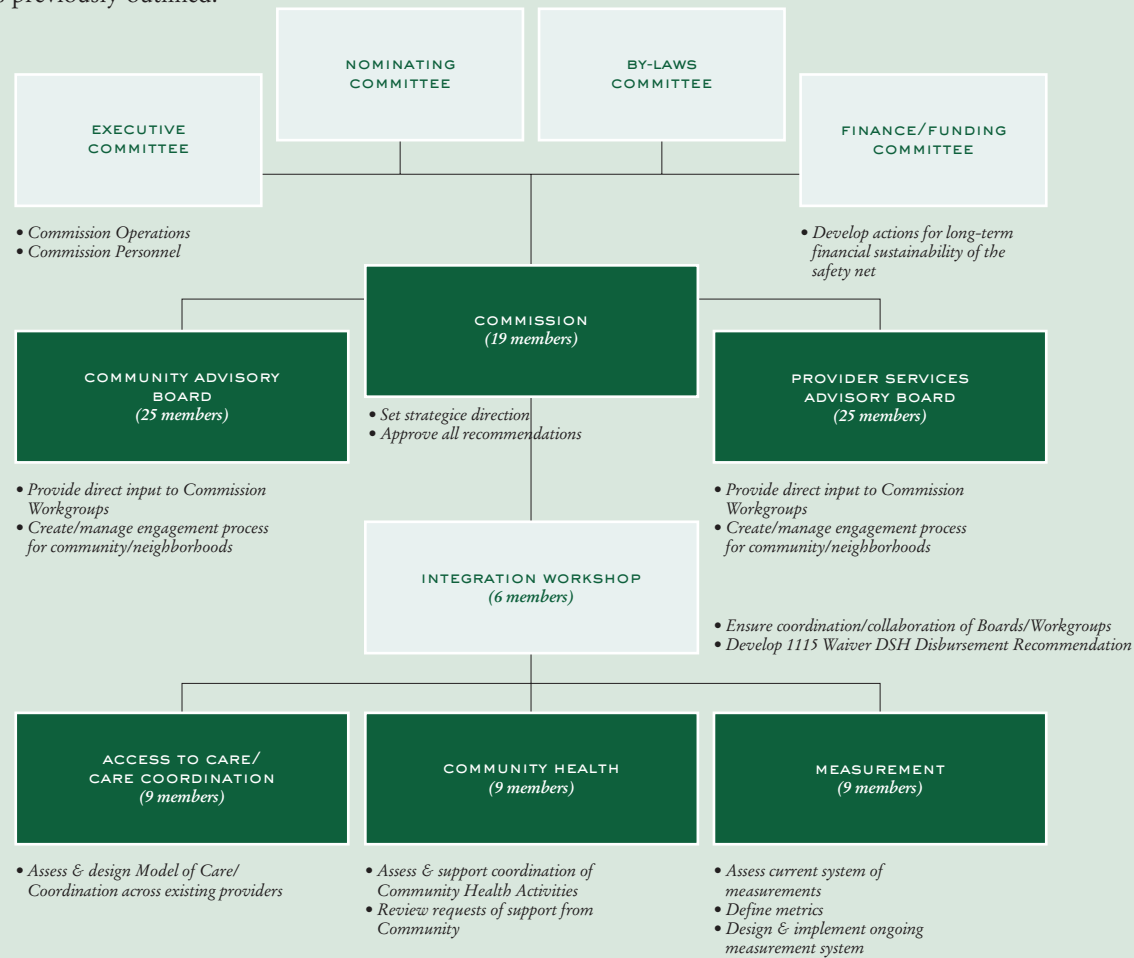 s previously outlined.
NOMINATING
COMMITTEE
BY-LAWS
COMMITTEE
EXECUTIVE
COMMITTEE
FINANCE/FUNDING
COMMITTEE
• Commission Operations
• Commission Personnel
• Develop actions for long-term
financial sustainability of the
safety net
COMMISSION
(19 members)
COMMUNITY ADVISORY
BOARD
(25 members)
PROVIDER SERVICES
ADVISORY BOARD
(25 members)
• Set strategice direction
• Approve all recommendations
• Provide direct input to Commission
Workgroups
• Create/manage engagement process
for community/neighborhoods
• Provide direct input to Commission
Workgroups
• Create/manage engagement process
for community/neighborhoods
INTEGRATION WORKSHOP
(6 members)
• Ensure coordination/collaboration of Boards/Workgroups
• Develop 1115 Waiver DSH Disbursement Recommendation
ACCESS TO CARE/
CARE COORDINATION
(9 members)
COMMUNITY HEALTH
(9 members)
MEASUREMENT
(9 members)
• Assess & design Model of Care/
Coordination across existing providers
• Assess & support coordination of
Community Health Activities
• Review requests of support from
Community
• Assess current system of
measurements
• Define metrics
• Design & implement ongoing
measurement system